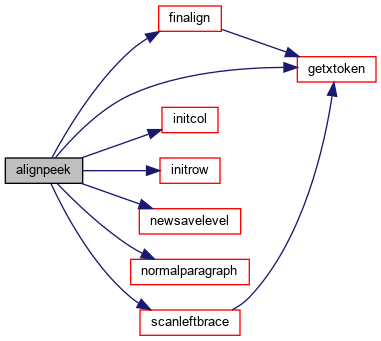 finalign
getxtoken
initcol
alignpeek
initrow
newsavelevel
normalparagraph
scanleftbrace